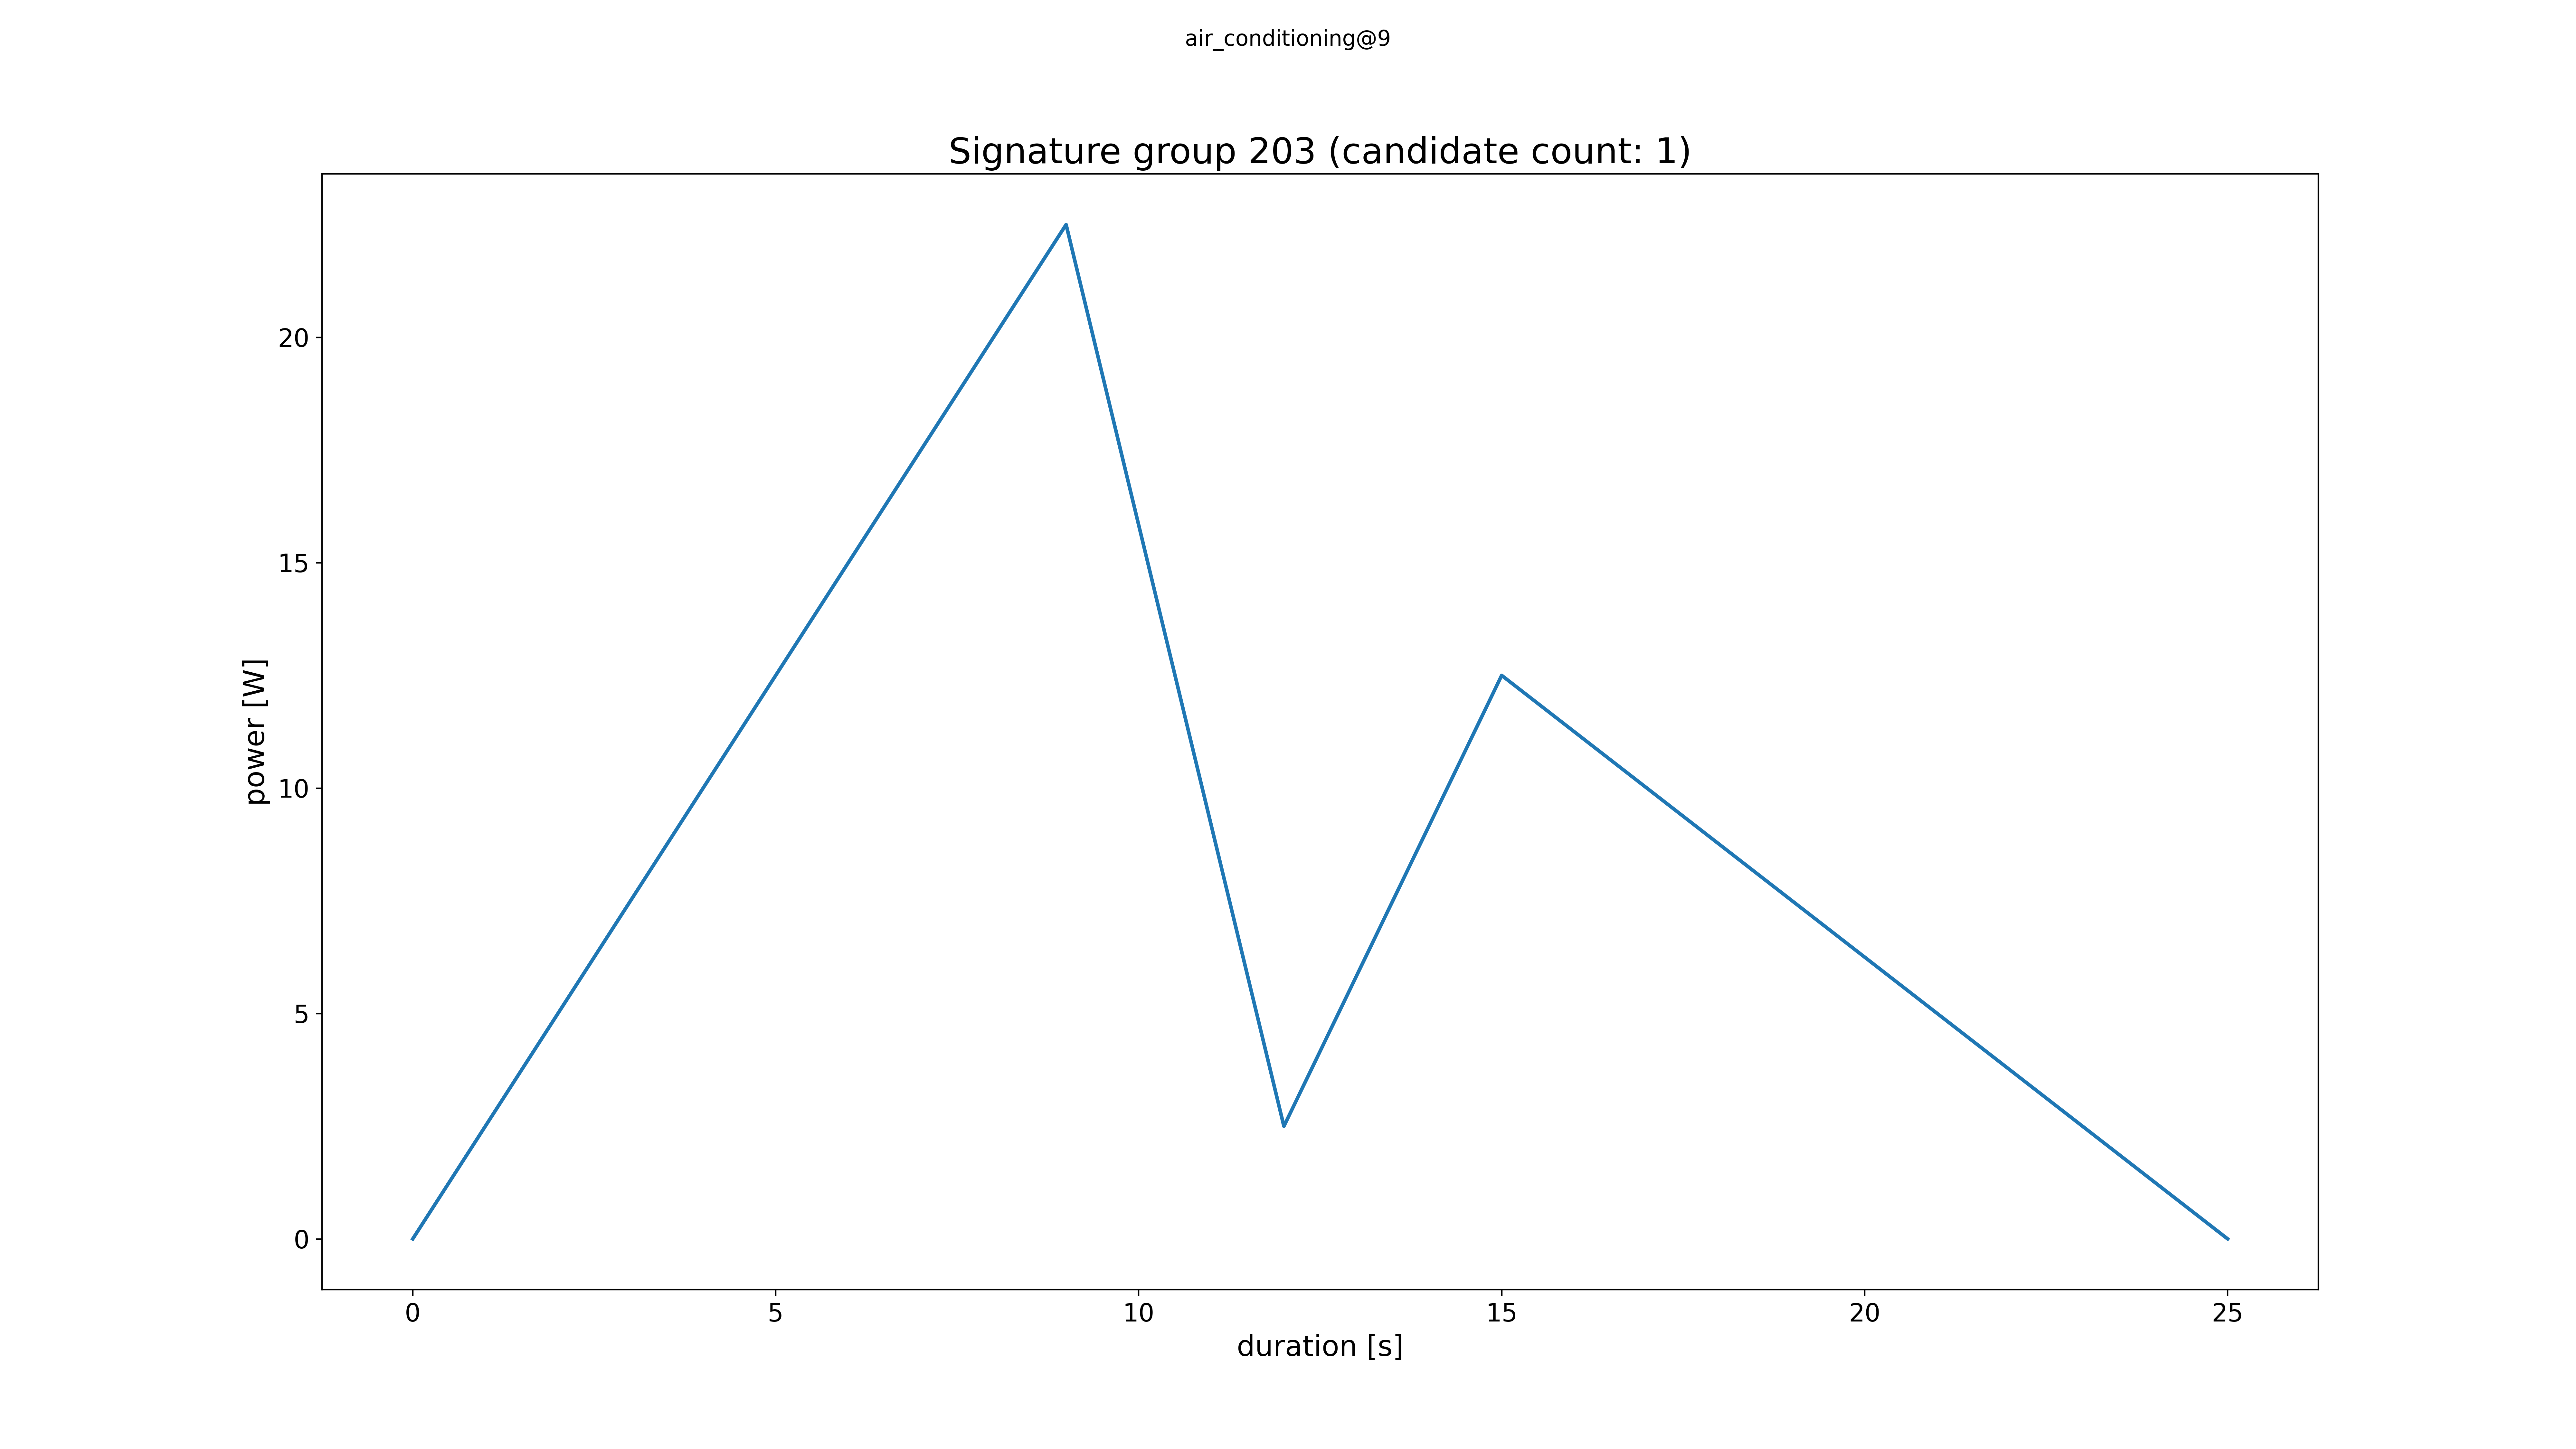 air_conditioning@9
Signature group 203 (candidate count: 1)
power [W]
20
15
10
5
0
0 5 10 15 20 25
duration [s]